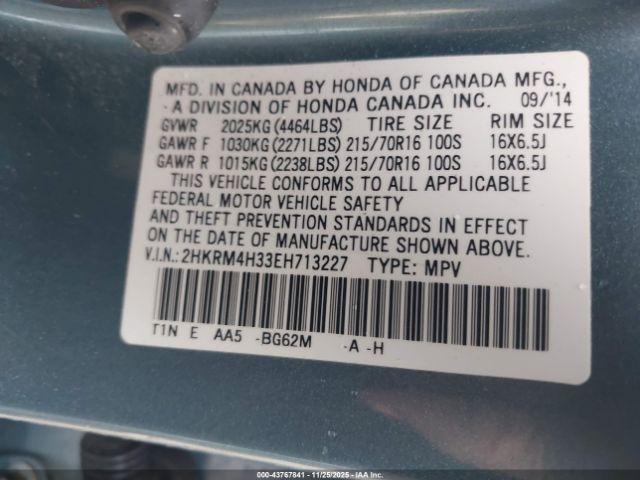 MFD. IN CANADA BY HONDA OF CANADA MFG.,
A DIVISION OF HONDA CANADA INC. 09/'14
GVWR 2025KG (4464LBS) TIRE SIZE RIM SIZE
GAWR F 1030KG (2271LBS) 215/70R16 100S 16X6.5J
GAWR R 1015KG (2238LBS) 215/70R16 100S 16X6.5J
THIS VEHICLE CONFORMS TO ALL APPLICABLE
FEDERAL MOTOR VEHICLE SAFETY
AND THEFT PREVENTION STANDARDS IN EFFECT
ON THE DATE OF MANUFACTURE SHOWN ABOVE.
V.I.N.: 2HKRM4H33EH713227 TYPE: MPV
T1N E AA5 -BG62M -A -H
000-43767841 - 11/25/2025 - IAA Inc.